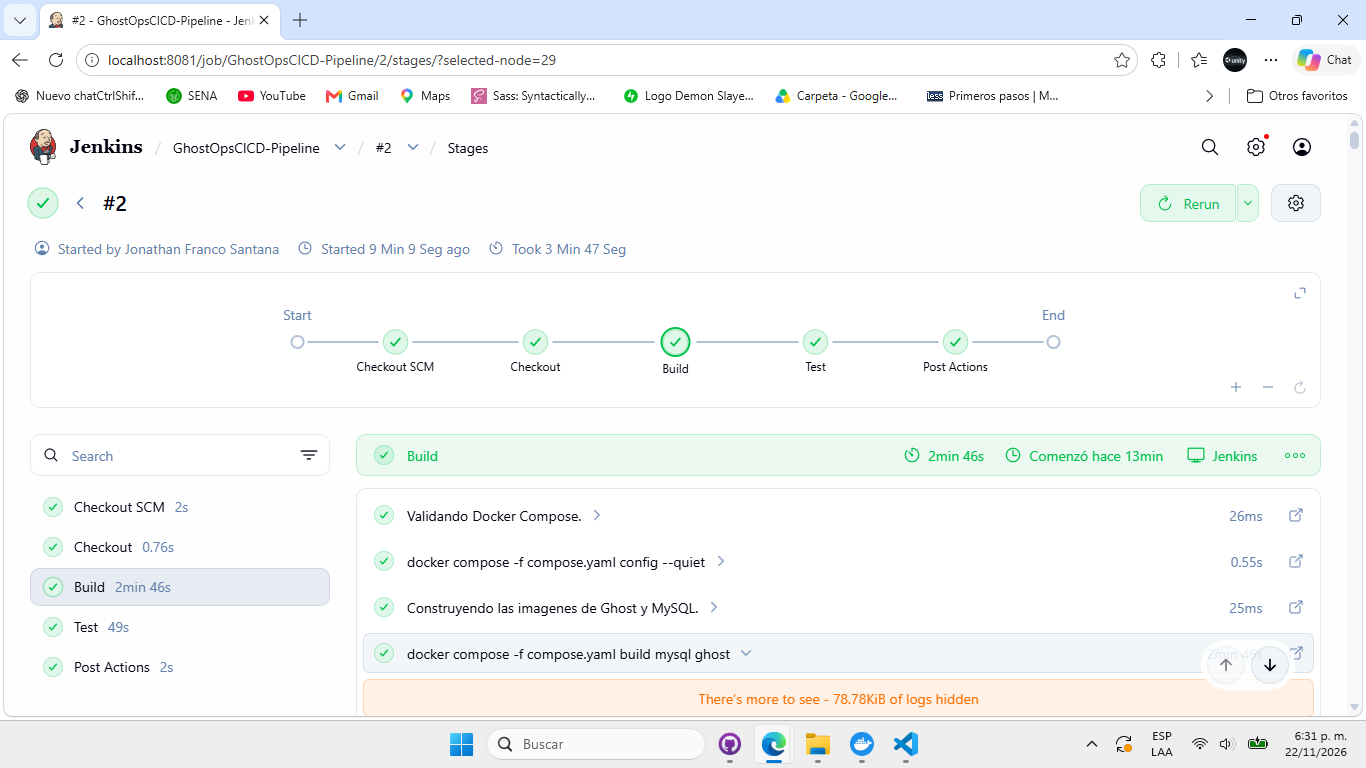 #2 - GhostOpsCICD-Pipeline - Jenk
localhost:8081/job/GhostOpsCICD-Pipeline/2/stages/?selected-node=29
unity
Chat
Nuevo chatCtrlShif...
SENA
YouTube
Gmail
Maps
Sass: Syntactically...
Logo Demon Slaye...
Carpeta - Google...
Primeros pasos | M...
Otros favoritos
Jenkins / GhostOpsCICD-Pipeline / #2 / Stages
#2
Rerun
Started by Jonathan Franco Santana
Started 9 Min 9 Seg ago
Took 3 Min 47 Seg
Start
End
Checkout SCM
Checkout
Build
Test
Post Actions
Search
Checkout SCM 2s
Checkout 0.76s
Build 2min 46s
Test 49s
Post Actions 2s
Build
2min 46s
Comenzó hace 13min
Jenkins
Validando Docker Compose.
26ms
docker compose -f compose.yaml config --quiet
0.55s
Construyendo las imagenes de Ghost y MySQL.
25ms
docker compose -f compose.yaml build mysql ghost
2min 46s
There's more to see - 78.78KiB of logs hidden
Buscar
ESP
LAA
6:31 p. m.
22/11/2026